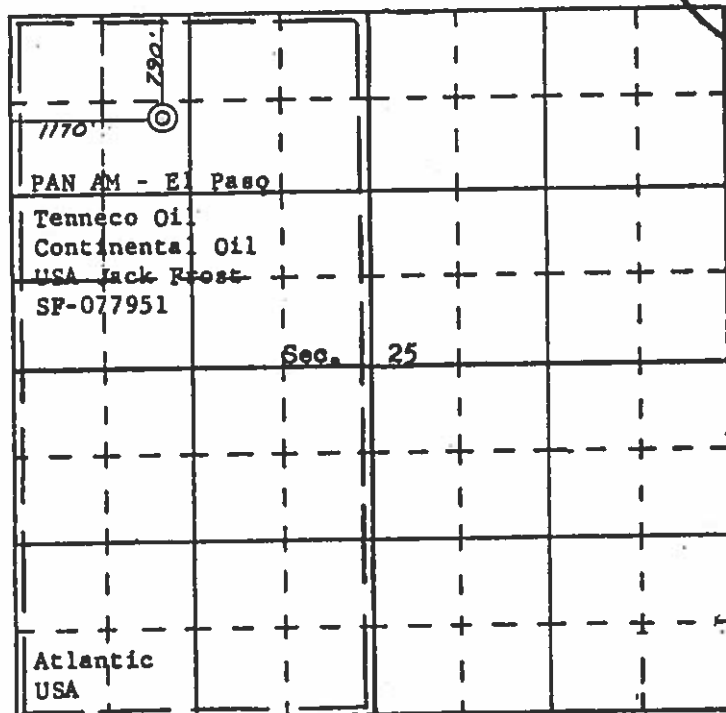 790'
1170'
PAN AM - El Paso
Tenneco Oil
Continental Oil
USA Jack Frost
SF-077951
Sec. 25
Atlantic
USA